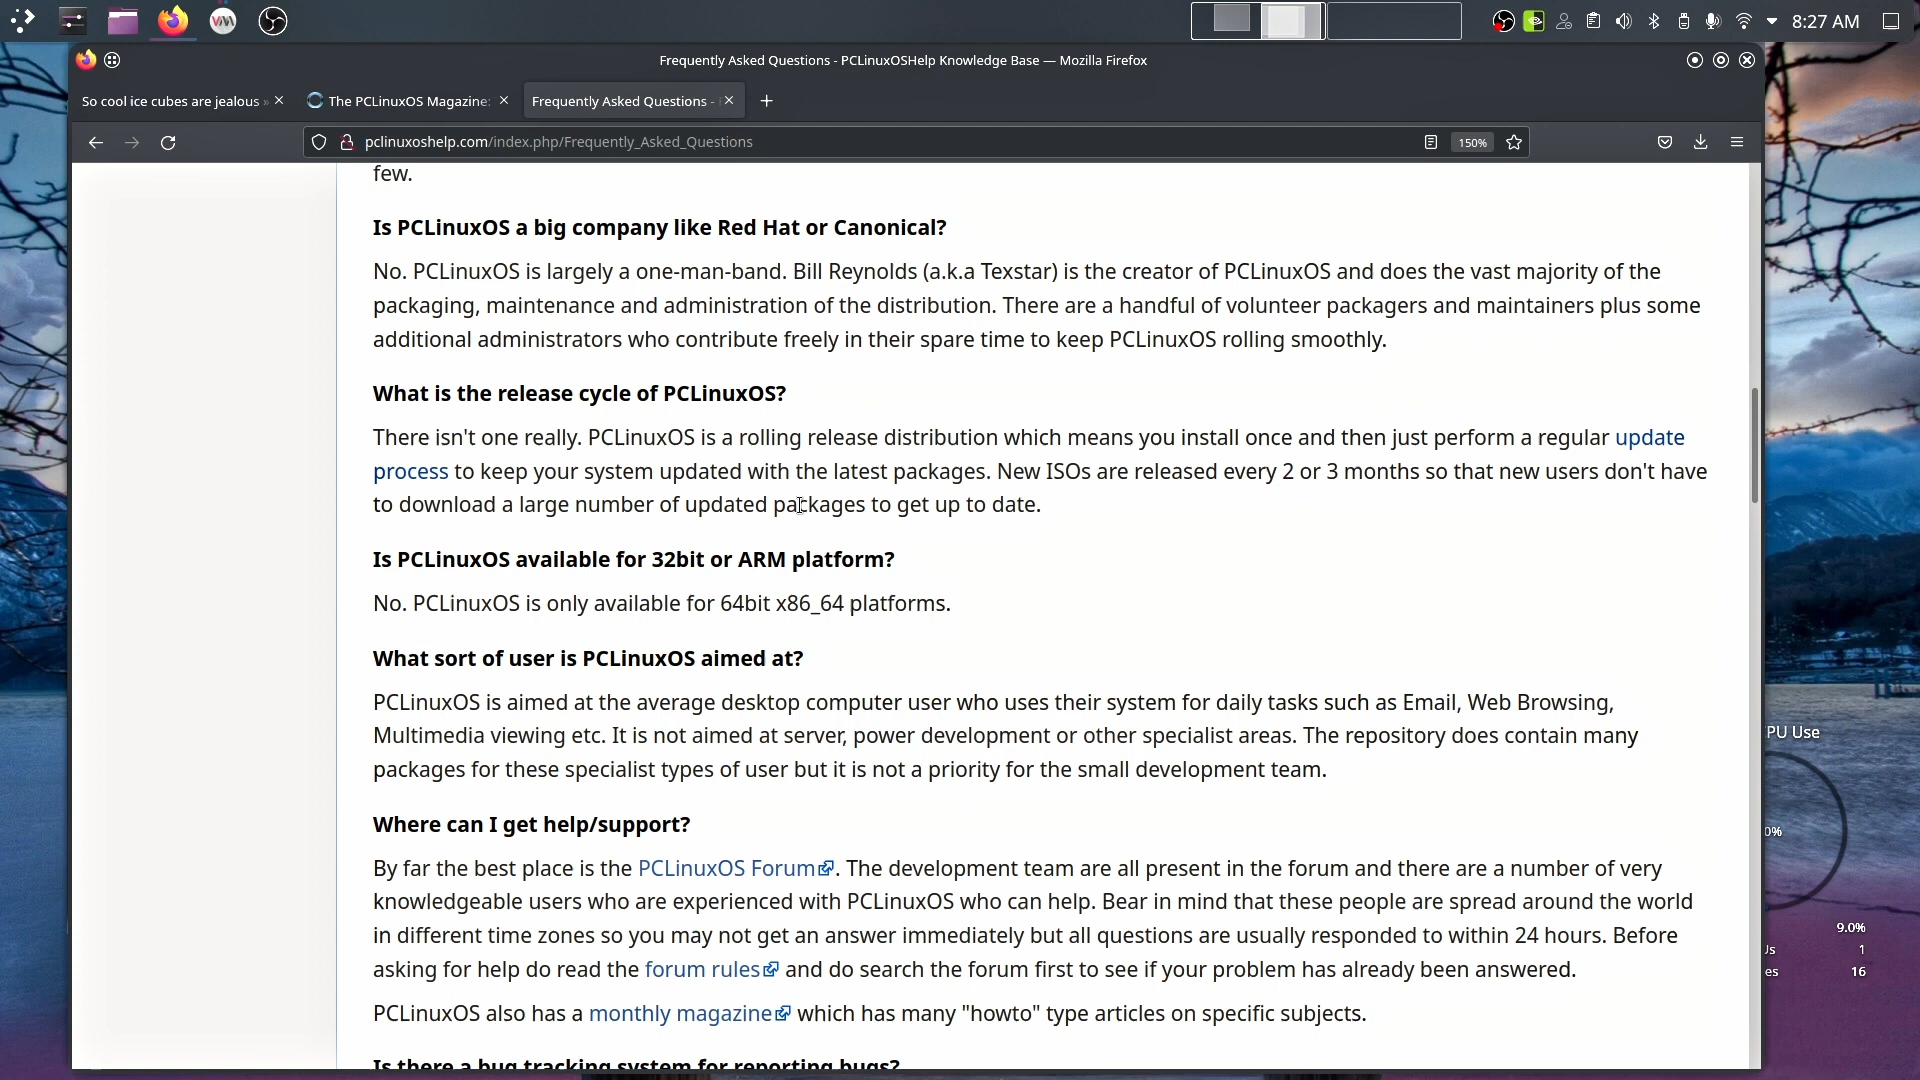 8:27 AM
Frequently Asked Questions - PCLinuxOSHelp Knowledge Base — Mozilla Firefox
So cool ice cubes are jealous »
The PCLinuxOS Magazine:
Frequently Asked Questions -
pclinuxoshelp.com/index.php/Frequently_Asked_Questions
150%
few.
Is PCLinuxOS a big company like Red Hat or Canonical?
No. PCLinuxOS is largely a one-man-band. Bill Reynolds (a.k.a Texstar) is the creator of PCLinuxOS and does the vast majority of the
packaging, maintenance and administration of the distribution. There are a handful of volunteer packagers and maintainers plus some
additional administrators who contribute freely in their spare time to keep PCLinuxOS rolling smoothly.
What is the release cycle of PCLinuxOS?
There isn't one really. PCLinuxOS is a rolling release distribution which means you install once and then just perform a regular update
process to keep your system updated with the latest packages. New ISOs are released every 2 or 3 months so that new users don't have
to download a large number of updated packages to get up to date.
Is PCLinuxOS available for 32bit or ARM platform?
No. PCLinuxOS is only available for 64bit x86_64 platforms.
What sort of user is PCLinuxOS aimed at?
PCLinuxOS is aimed at the average desktop computer user who uses their system for daily tasks such as Email, Web Browsing,
Multimedia viewing etc. It is not aimed at server, power development or other specialist areas. The repository does contain many
packages for these specialist types of user but it is not a priority for the small development team.
Where can I get help/support?
By far the best place is the PCLinuxOS Forum. The development team are all present in the forum and there are a number of very
knowledgeable users who are experienced with PCLinuxOS who can help. Bear in mind that these people are spread around the world
in different time zones so you may not get an answer immediately but all questions are usually responded to within 24 hours. Before
asking for help do read the forum rules and do search the forum first to see if your problem has already been answered.
PCLinuxOS also has a monthly magazine which has many "howto" type articles on specific subjects.
Is there a bug tracking system for reporting bugs?
PU Use
0%
9.0%
Js 1
es 16